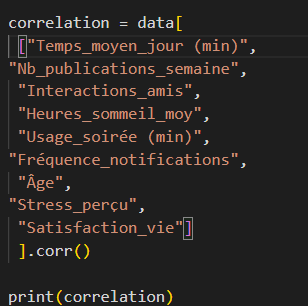 correlation = data[
["Temps_moyen_jour (min)",
"Nb_publications_semaine",
"Interactions_amis",
"Heures_sommeil_moy",
"Usage_soirée (min)",
"Fréquence_notifications",
"Âge",
"Stress_perçu",
"Satisfaction_vie"]
].corr()
print(correlation)